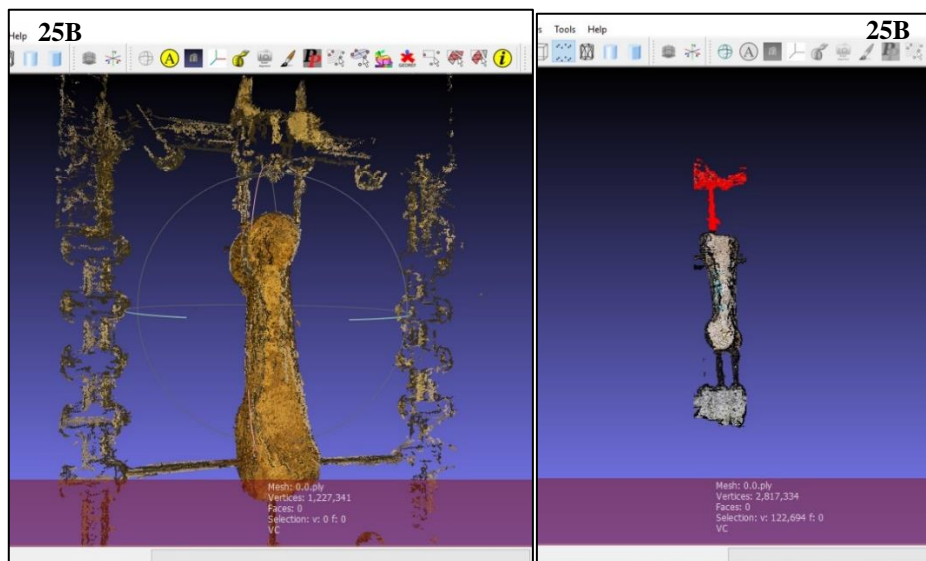 25B
Help
A
i
Mesh: 0.0.ply
Vertices: 1,227,341
Faces: 0
Selection: v: 0 f: 0
VC
25B
Tools Help
A
Mesh: 0.0.ply
Vertices: 2,817,334
Faces: 0
Selection: v: 122,694 f: 0
VC